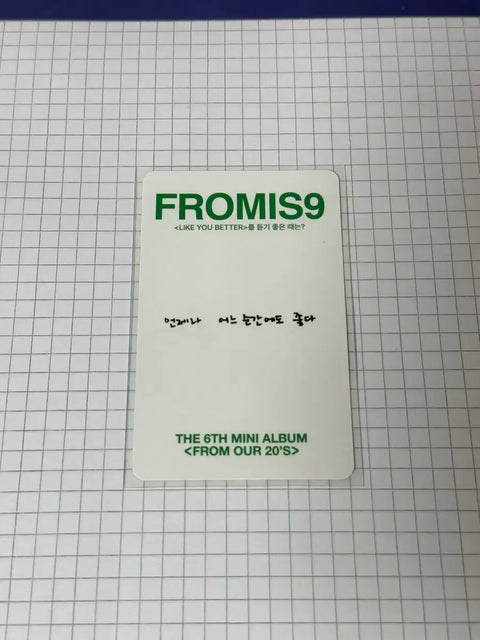 FROMIS9
<LIKE YOU BETTER>를 듣기 좋은 때는?
언제나 어느 순간에도 좋다
THE 6TH MINI ALBUM
<FROM OUR 20'S>